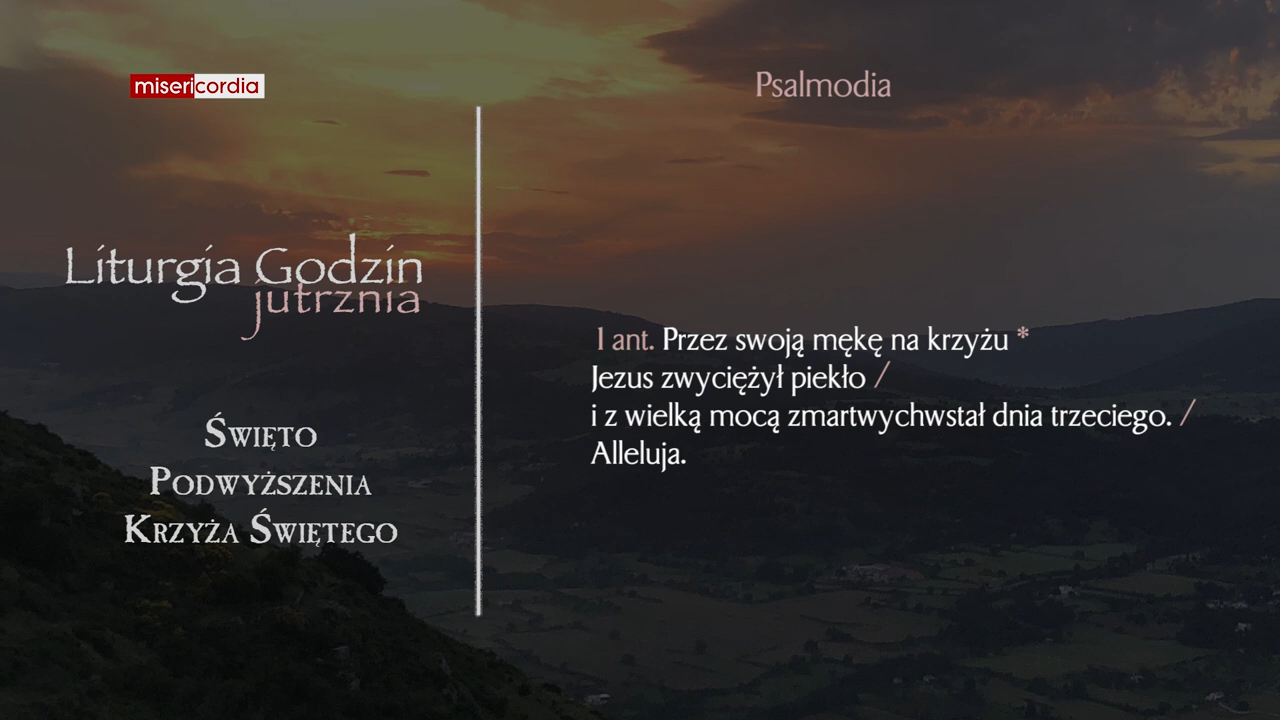 misericordia
Liturgia Godzin
jutrznia
Święto
Podwyższenia
Krzyża Świętego
Psalmodia
1 ant. Przez swoją mękę na krzyżu *
Jezus zwyciężył piekło /
i z wielką mocą zmartwychwstał dnia trzeciego. /
Alleluja.